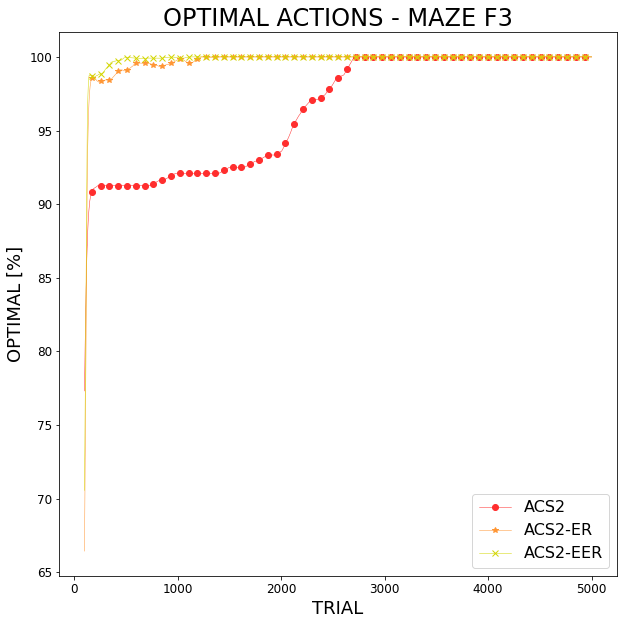 OPTIMAL ACTIONS - MAZE F3
OPTIMAL [%]
100
95
90
85
80
75
70
65
0 1000 2000 3000 4000 5000
TRIAL
ACS2
ACS2-ER
ACS2-EER